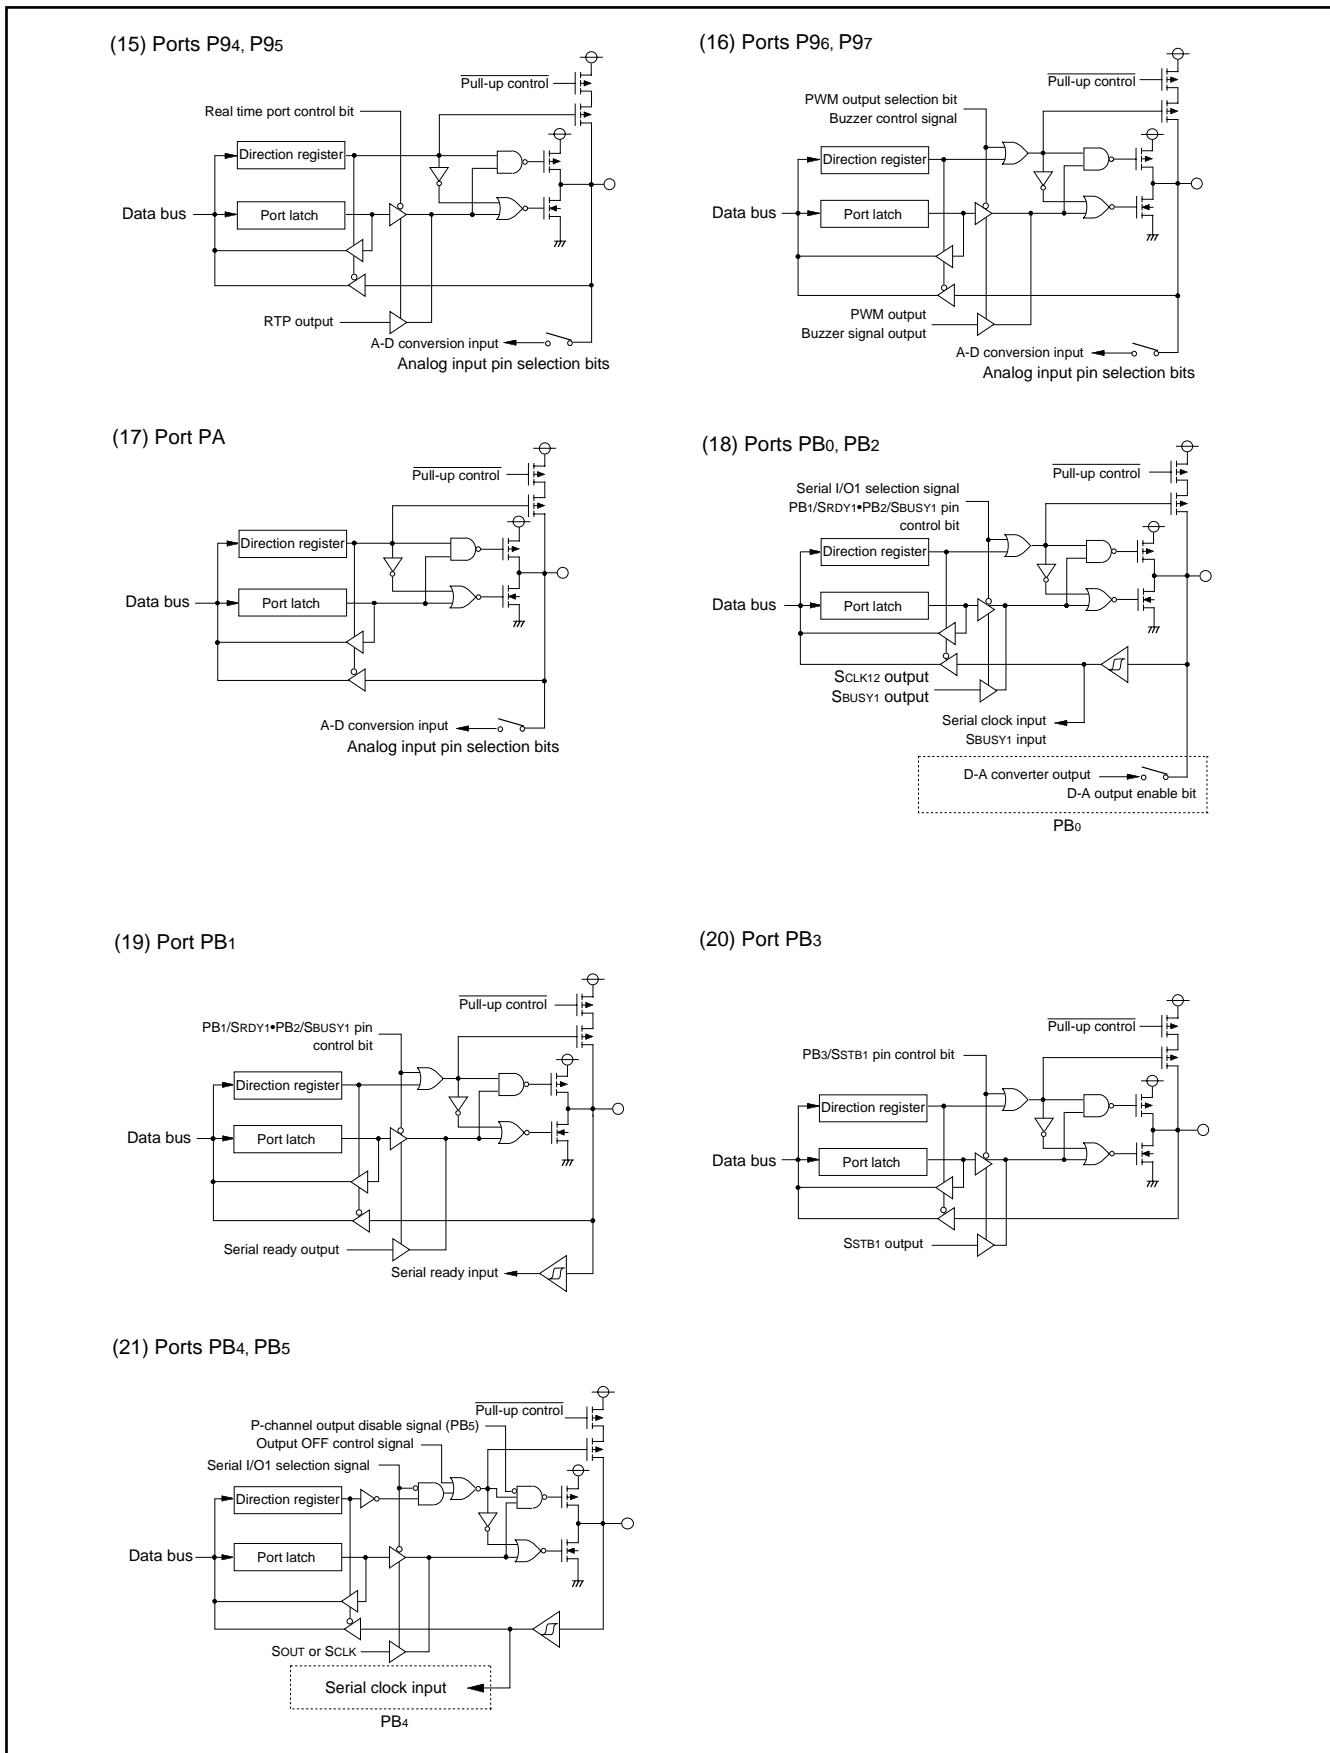 (15) Ports P94, P95
Pull-up control
Real time port control bit
Direction register
Data bus
Port latch
RTP output
A-D conversion input
Analog input pin selection bits
(16) Ports P96, P97
Pull-up control
PWM output selection bit
Buzzer control signal
Direction register
Data bus
Port latch
PWM output
Buzzer signal output
A-D conversion input
Analog input pin selection bits
(17) Port PA
Pull-up control
Direction register
Data bus
Port latch
A-D conversion input
Analog input pin selection bits
(18) Ports PB0, PB2
Pull-up control
Serial I/O1 selection signal
PB1/SRDY1•PB2/SBUSY1 pin
control bit
Direction register
Data bus
Port latch
SCLK12 output
SBUSY1 output
Serial clock input
SBUSY1 input
D-A converter output
D-A output enable bit
PB0
(19) Port PB1
Pull-up control
PB1/SRDY1•PB2/SBUSY1 pin
control bit
Direction register
Data bus
Port latch
Serial ready output
Serial ready input
(20) Port PB3
Pull-up control
PB3/SSTB1 pin control bit
Direction register
Data bus
Port latch
SSTB1 output
(21) Ports PB4, PB5
Pull-up control
P-channel output disable signal (PB5)
Output OFF control signal
Serial I/O1 selection signal
Direction register
Data bus
Port latch
SOUT or SCLK
Serial clock input
PB4